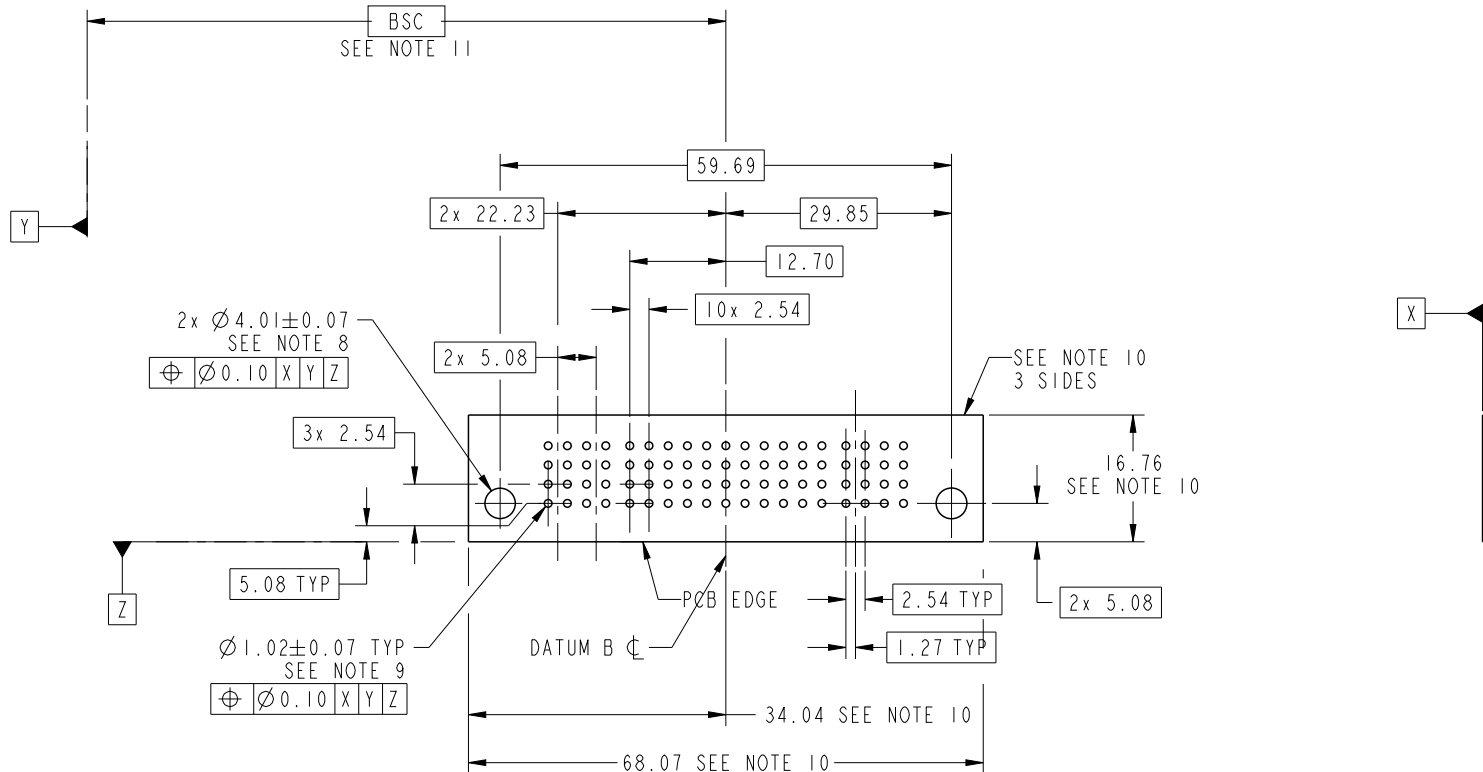 BSC
SEE NOTE 11
59.69
Y
2x 22.23
29.85
12.70
10x 2.54
X
2x Ø4.01±0.07
SEE NOTE 8
⌖ Ø0.10 X Y Z
2x 5.08
SEE NOTE 10
3 SIDES
3x 2.54
16.76
SEE NOTE 10
5.08 TYP
Z
PCB EDGE
2.54 TYP
2x 5.08
Ø1.02±0.07 TYP
SEE NOTE 9
⌖ Ø0.10 X Y Z
DATUM B ℄
1.27 TYP
34.04 SEE NOTE 10
68.07 SEE NOTE 10